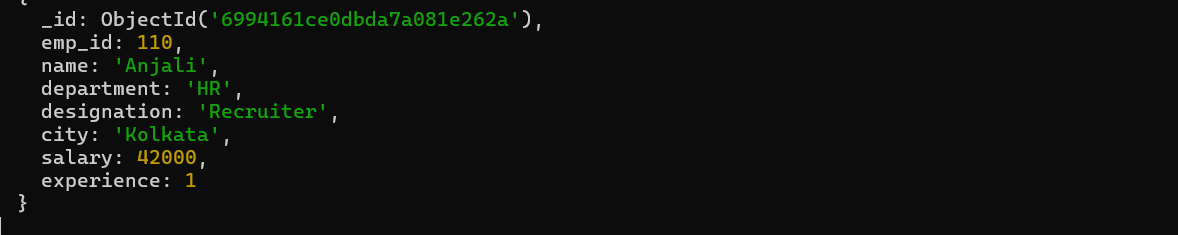 {
_id: ObjectId('6994161ce0dbda7a081e262a'),
emp_id: 110,
name: 'Anjali',
department: 'HR',
designation: 'Recruiter',
city: 'Kolkata',
salary: 42000,
experience: 1
}